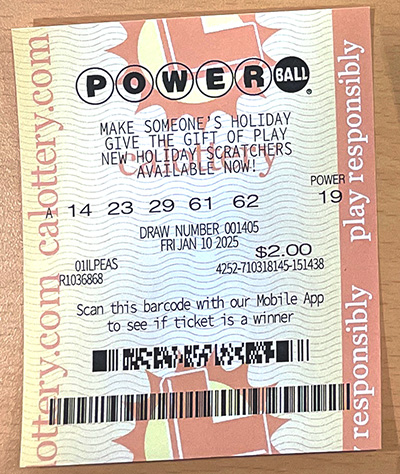 POWERBALL®
MAKE SOMEONE'S HOLIDAY
GIVE THE GIFT OF PLAY
NEW HOLIDAY SCRATCHERS
AVAILABLE NOW!
calottery
POWER
A 14 23 29 61 62 19
DRAW NUMBER 001405
FRI JAN 10 2025
$2.00
01ILPEAS
4252-710318145-151438
R1036868
Scan this barcode with our Mobile App
to see if ticket is a winner
calottery.com calottery.com
play responsibly
responsibly